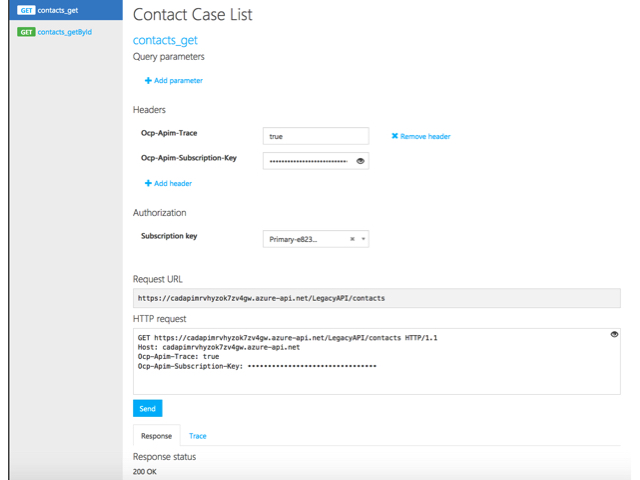 GET contacts_get
GET contacts_getById
Contact Case List
contacts_get
Query parameters
+ Add parameter
Headers
Ocp-Apim-Trace true ✖ Remove header
Ocp-Apim-Subscription-Key ••••••••••••••••••••••••••••••••
+ Add header
Authorization
Subscription key Primary-e823... ×
Request URL
https://cadapimrvhyzok7zv4gw.azure-api.net/LegacyAPI/contacts
HTTP request
GET https://cadapimrvhyzok7zv4gw.azure-api.net/LegacyAPI/contacts HTTP/1.1
Host: cadapimrvhyzok7zv4gw.azure-api.net
Ocp-Apim-Trace: true
Ocp-Apim-Subscription-Key: ••••••••••••••••••••••••••••••••
Send
Response Trace
Response status
200 OK